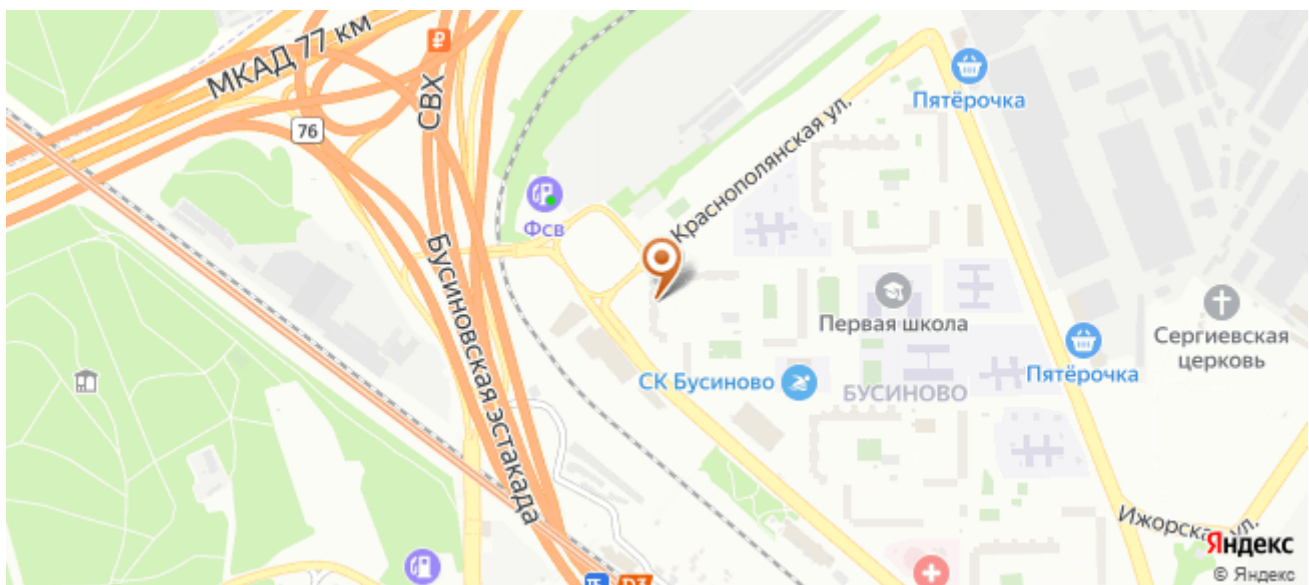 МКАД 77 км
₽
76
СВХ
Пятёрочка
Краснополянская ул.
Фсв
Бусиновская эстакада
Первая школа
Сергиевская
церковь
СК Бусиново
Пятёрочка
БУСИНОВО
Ижорская ул.
Яндекс
© Яндекс
D3